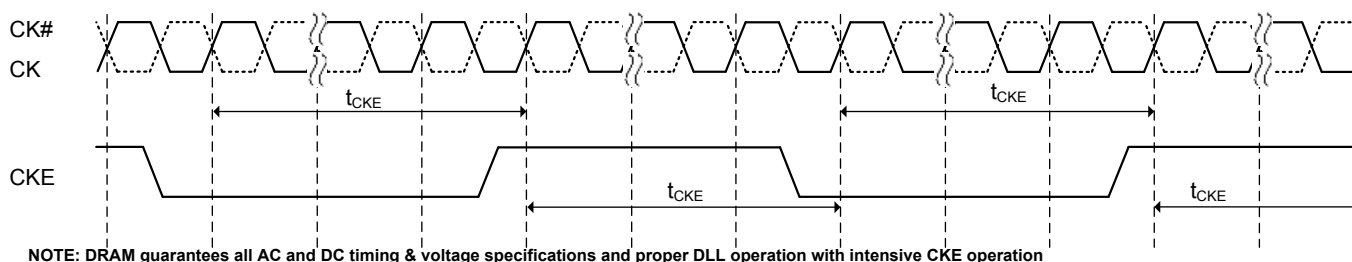 CK#
CK
tCKE
tCKE
CKE
tCKE
tCKE
NOTE: DRAM guarantees all AC and DC timing & voltage specifications and proper DLL operation with intensive CKE operation